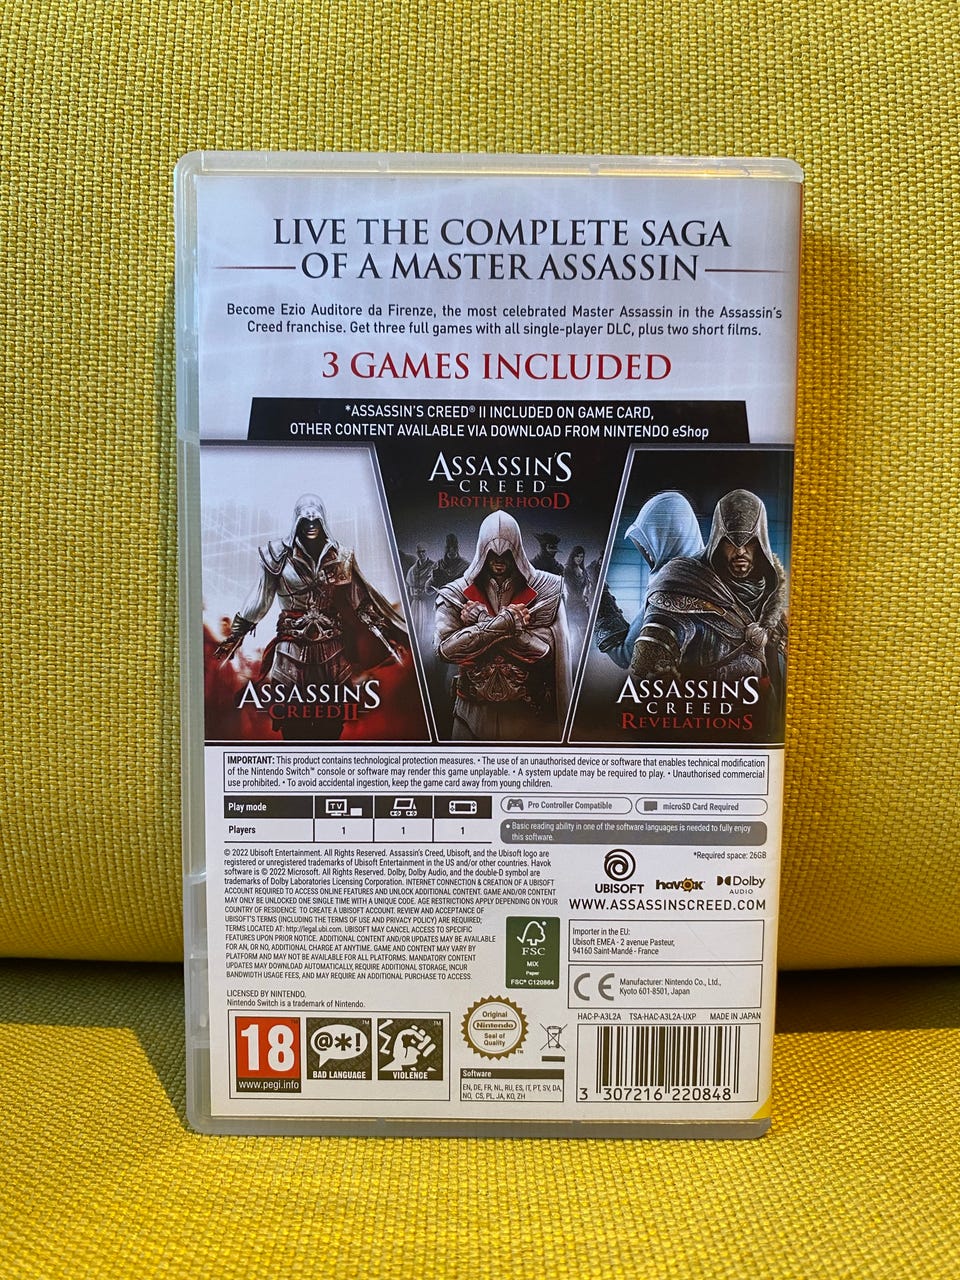 LIVE THE COMPLETE SAGA
OF A MASTER ASSASSIN
Become Ezio Auditore da Firenze, the most celebrated Master Assassin in the Assassin's
Creed franchise. Get three full games with all single-player DLC, plus two short films.
3 GAMES INCLUDED
*ASSASSIN'S CREED® II INCLUDED ON GAME CARD,
OTHER CONTENT AVAILABLE VIA DOWNLOAD FROM NINTENDO eShop
ASSASSIN'S
CREED
BROTHERHOOD
ASSASSIN'S
CREED II
ASSASSIN'S
CREED
REVELATIONS
IMPORTANT: This product contains technological protection measures. • The use of an unauthorised device or software that enables technical modification
of the Nintendo Switch™ console or software may render this game unplayable. • A system update may be required to play. • Unauthorised commercial
use prohibited. • To avoid accidental ingestion, keep the game card away from young children.
Play mode
TV
Players
1
1
1
Pro Controller Compatible
microSD Card Required
• Basic reading ability in one of the software languages is needed to fully enjoy
this software.
© 2022 Ubisoft Entertainment. All Rights Reserved. Assassin's Creed, Ubisoft, and the Ubisoft logo are
registered or unregistered trademarks of Ubisoft Entertainment in the US and/or other countries. Havok
software is © 2022 Microsoft. All Rights Reserved. Dolby, Dolby Audio, and the double-D symbol are
trademarks of Dolby Laboratories Licensing Corporation. INTERNET CONNECTION & CREATION OF A UBISOFT
ACCOUNT REQUIRED TO ACCESS ONLINE FEATURES AND UNLOCK ADDITIONAL CONTENT. GAME AND/OR CONTENT
MAY ONLY BE UNLOCKED ONE SINGLE TIME WITH A UNIQUE CODE. AGE RESTRICTIONS APPLY DEPENDING ON YOUR
COUNTRY OF RESIDENCE. TO CREATE A UBISOFT ACCOUNT. REVIEW AND ACCEPTANCE OF
UBISOFT'S TERMS (INCLUDING THE TERMS OF USE AND PRIVACY POLICY) ARE REQUIRED;
TERMS LOCATED AT: http://legal.ubi.com. UBISOFT MAY CANCEL ACCESS TO SPECIFIC
FEATURES UPON PRIOR NOTICE. ADDITIONAL CONTENT AND/OR UPDATES MAY BE AVAILABLE
FOR AN, OR NO, ADDITIONAL CHARGE AT ANYTIME. GAME AND CONTENT MAY VARY BY
PLATFORM AND MAY NOT BE AVAILABLE FOR ALL PLATFORMS. MANDATORY CONTENT
UPDATES MAY DOWNLOAD AUTOMATICALLY, REQUIRE ADDITIONAL STORAGE, INCUR
BANDWIDTH USAGE FEES, AND MAY REQUIRE AN ADDITIONAL PURCHASE TO ACCESS.
LICENSED BY NINTENDO.
Nintendo Switch is a trademark of Nintendo.
*Required space: 26GB
UBISOFT
havok
Dolby
AUDIO
WWW.ASSASSINSCREED.COM
FSC
MIX
Paper
FSC® C120864
Importer in the EU:
Ubisoft EMEA - 2 avenue Pasteur,
94160 Saint-Mandé - France
CE
Manufacturer: Nintendo Co., Ltd.,
Kyoto 601-8501, Japan
HAC-P-A3L2A TSA-HAC-A3L2A-UXP MADE IN JAPAN
18
www.pegi.info
@*!
BAD LANGUAGE
VIOLENCE
Original
Nintendo
Seal of
Quality
TM
Software
EN, DE, FR, NL, RU, ES, IT, PT, SV, DA,
NO, CS, PL, JA, KO, ZH
3 307216 220848